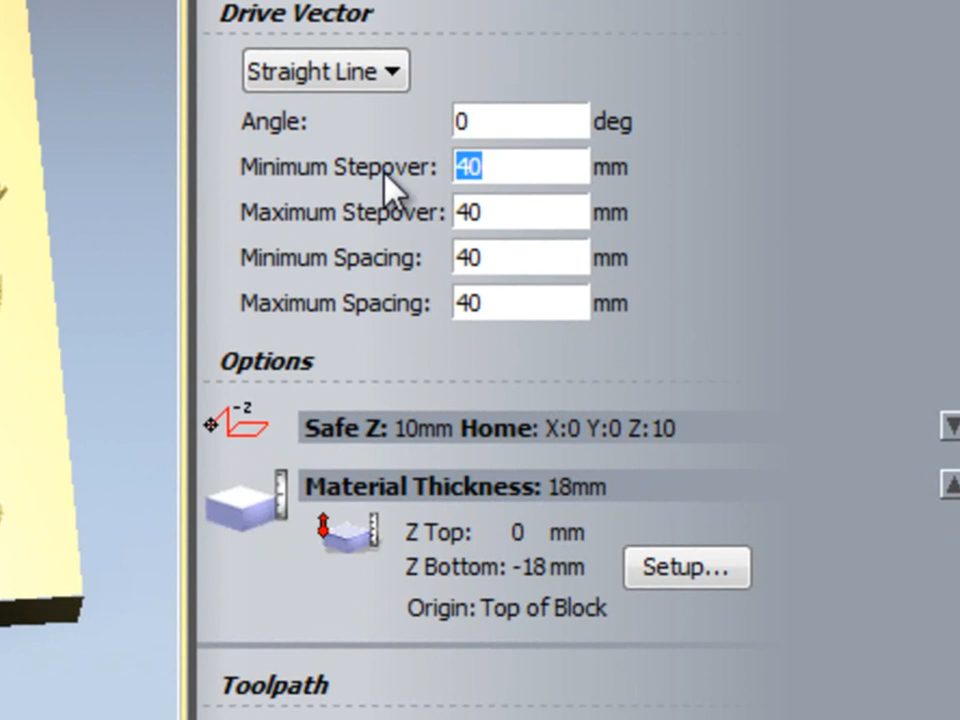 Drive Vector
Straight Line
Angle: 0 deg
Minimum Stepover: 40 mm
Maximum Stepover: 40 mm
Minimum Spacing: 40 mm
Maximum Spacing: 40 mm
Options
-z
Safe Z: 10mm Home: X:0 Y:0 Z:10
Material Thickness: 18mm
Z Top: 0 mm
Z Bottom: -18 mm
Setup...
Origin: Top of Block
Toolpath